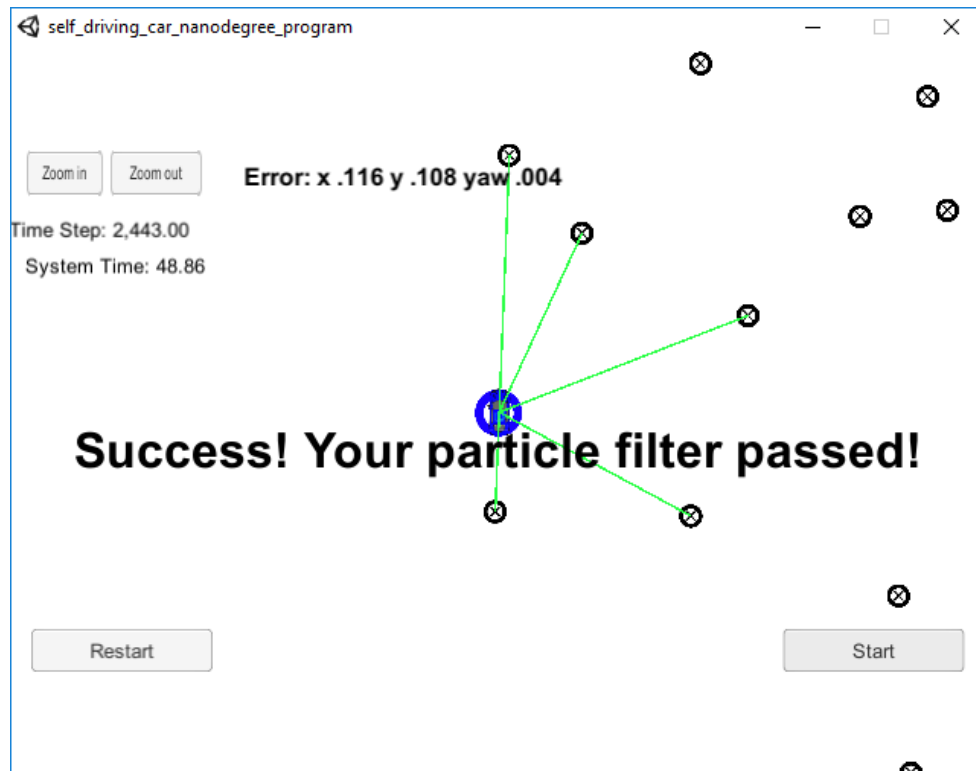 self_driving_car_nanodegree_program
Zoom in
Zoom out
Error: x .116 y .108 yaw .004
Time Step: 2,443.00
System Time: 48.86
Success! Your particle filter passed!
Restart
Start